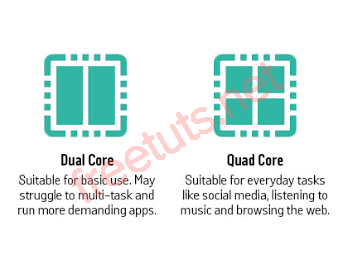 Dual Core
Suitable for basic use. May
struggle to multi-task and
run more demanding apps.
Quad Core
Suitable for everyday tasks
like social media, listening to
music and browsing the web.
freetuts.net